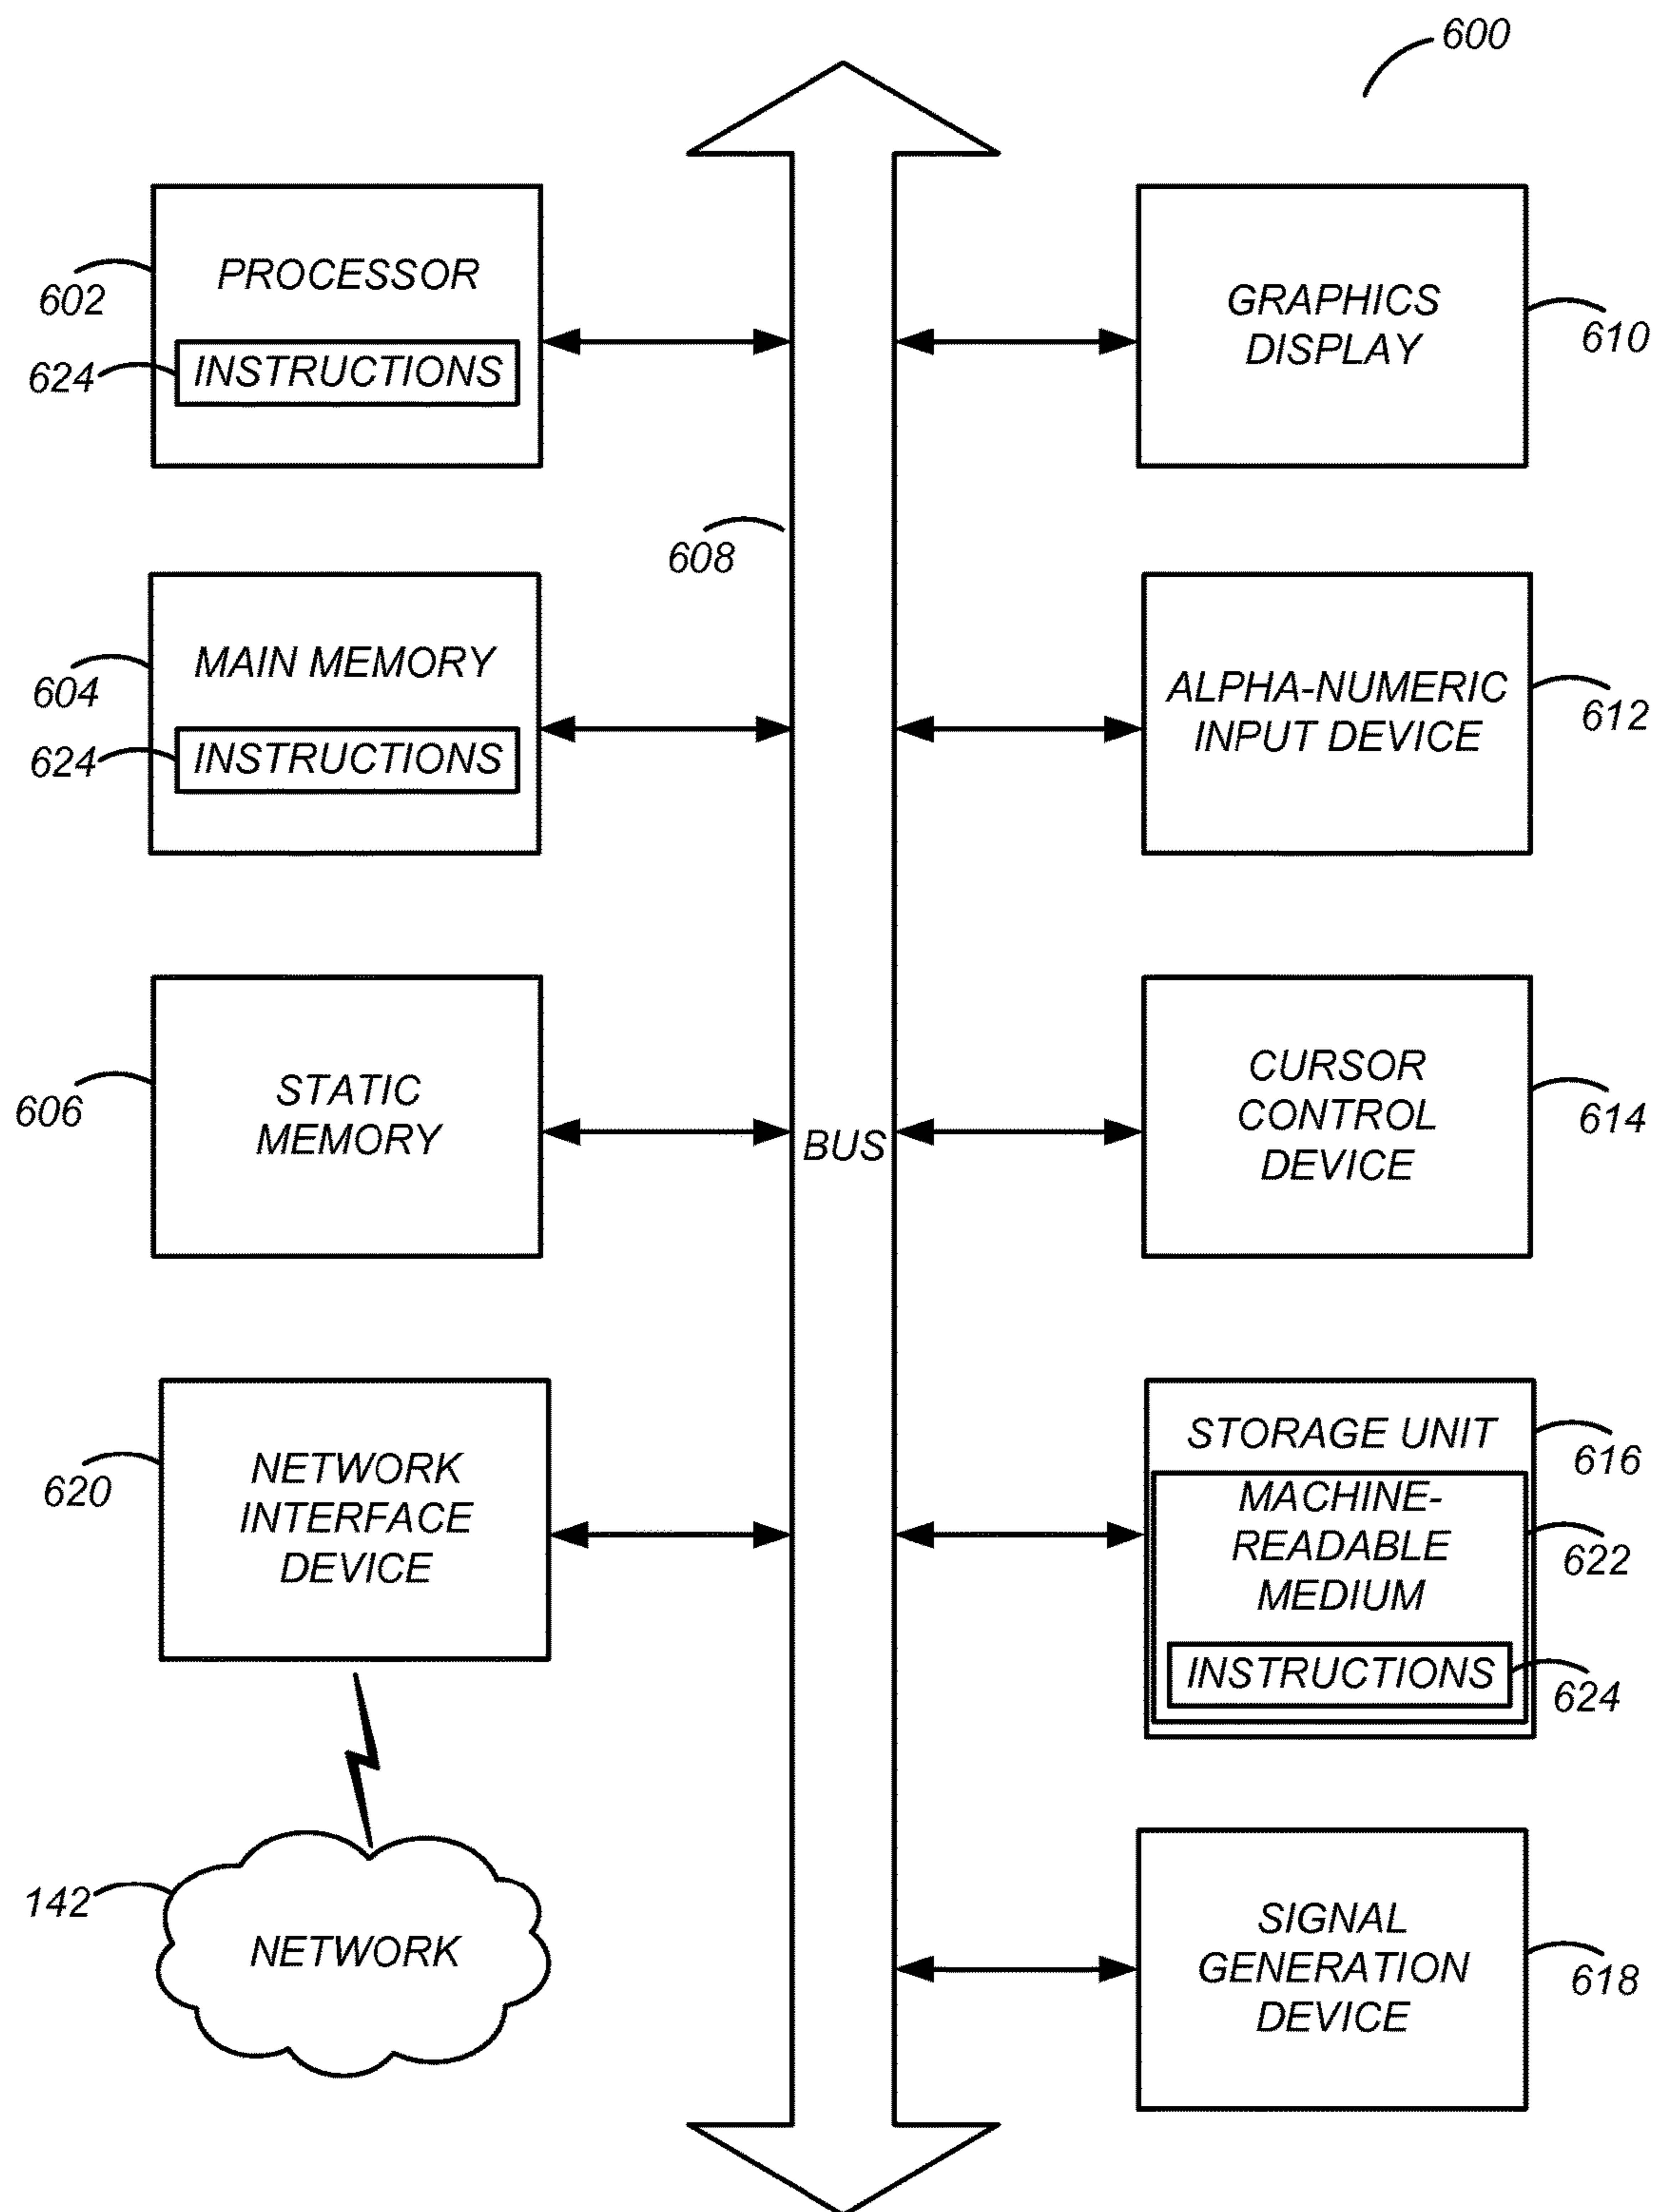 600
PROCESSOR
602
624
INSTRUCTIONS
GRAPHICS
DISPLAY
610
608
MAIN MEMORY
604
624
INSTRUCTIONS
ALPHA-NUMERIC
INPUT DEVICE
612
STATIC
MEMORY
606
BUS
CURSOR
CONTROL
DEVICE
614
NETWORK
INTERFACE
DEVICE
620
STORAGE UNIT
616
MACHINE-
READABLE
MEDIUM
622
INSTRUCTIONS
624
142
NETWORK
SIGNAL
GENERATION
DEVICE
618